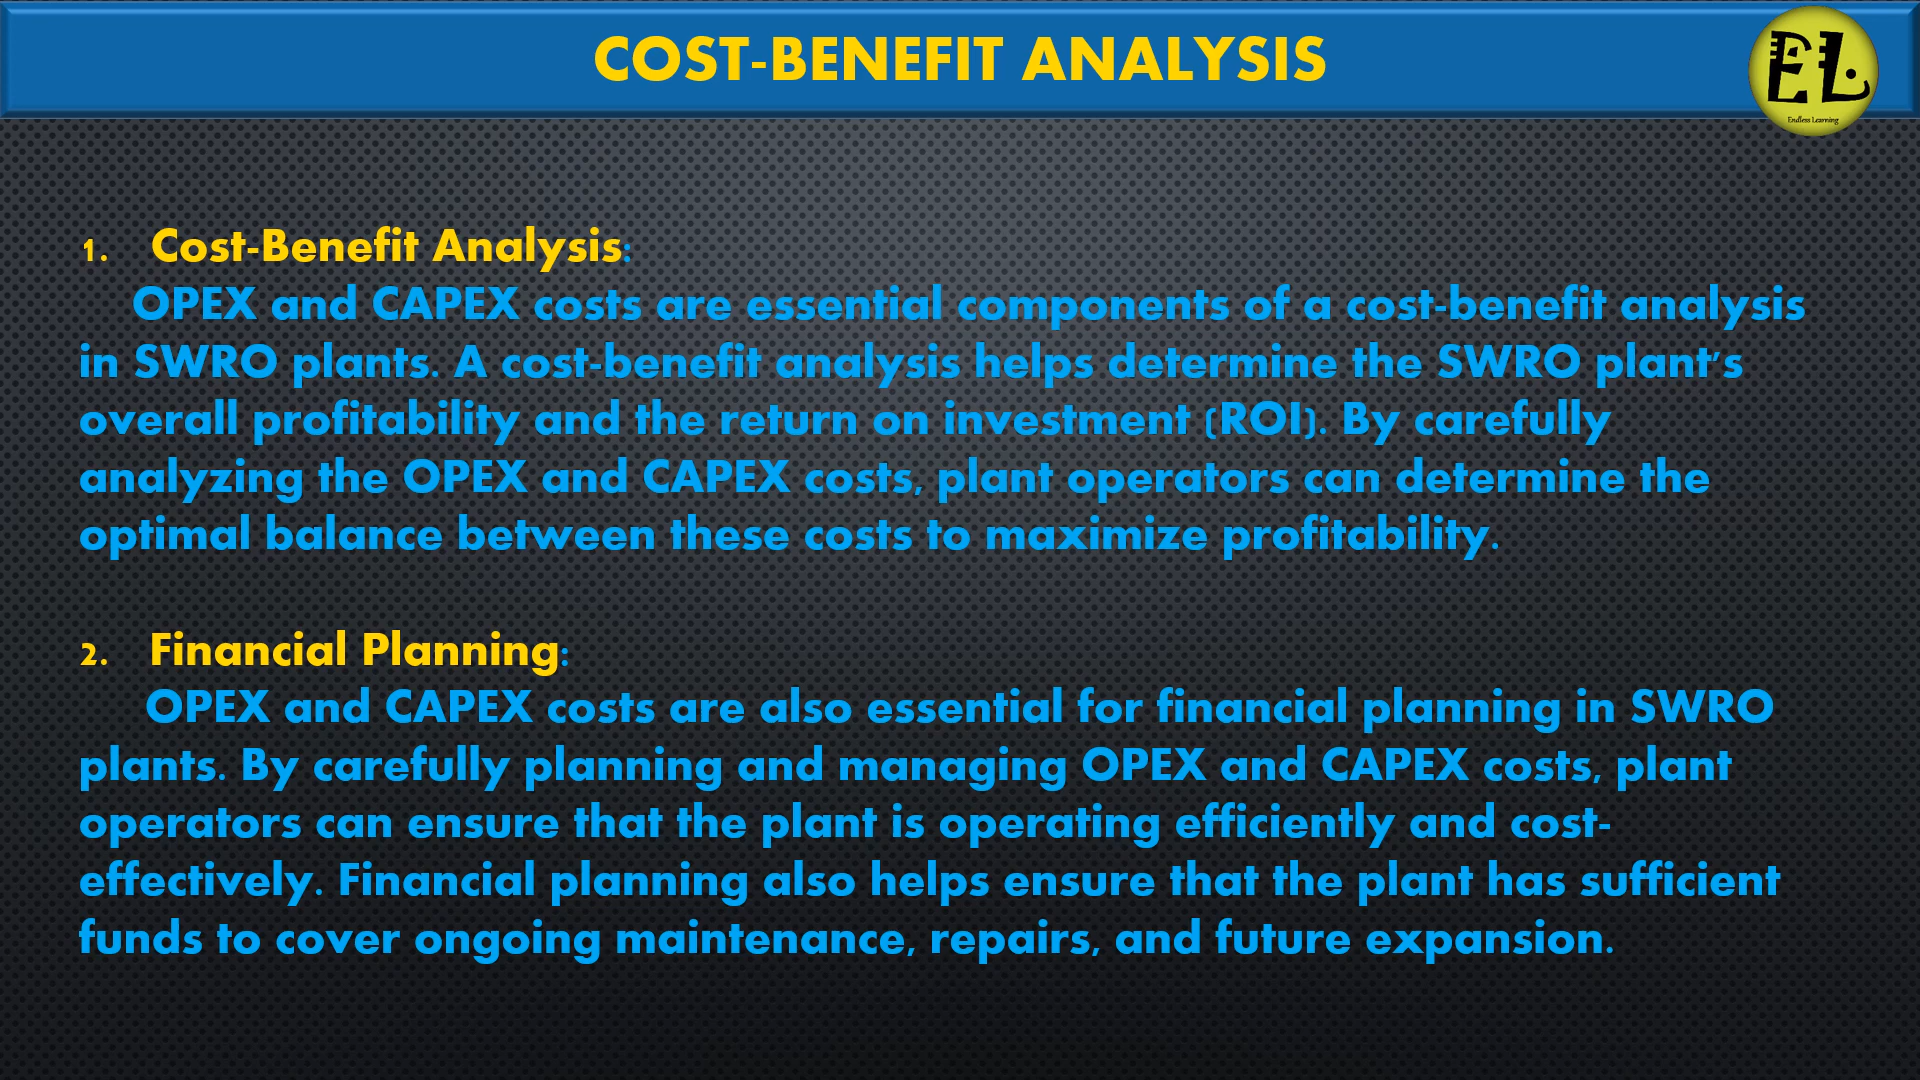 COST-BENEFIT ANALYSIS
EL
Endless Learning
1. Cost-Benefit Analysis:
OPEX and CAPEX costs are essential components of a cost-benefit analysis
in SWRO plants. A cost-benefit analysis helps determine the SWRO plant's
overall profitability and the return on investment (ROI). By carefully
analyzing the OPEX and CAPEX costs, plant operators can determine the
optimal balance between these costs to maximize profitability.
2. Financial Planning:
OPEX and CAPEX costs are also essential for financial planning in SWRO
plants. By carefully planning and managing OPEX and CAPEX costs, plant
operators can ensure that the plant is operating efficiently and cost-
effectively. Financial planning also helps ensure that the plant has sufficient
funds to cover ongoing maintenance, repairs, and future expansion.